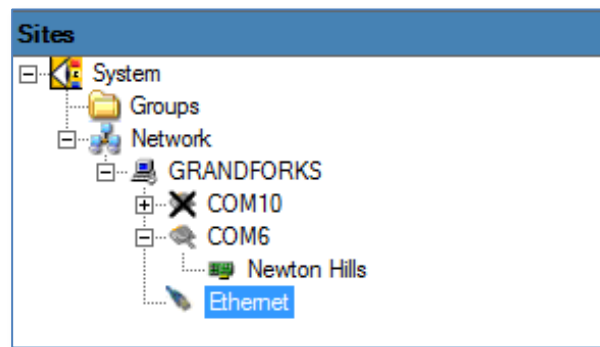 Sites
System
Groups
Network
GRANDFORKS
COM10
COM6
Newton Hills
Ethernet